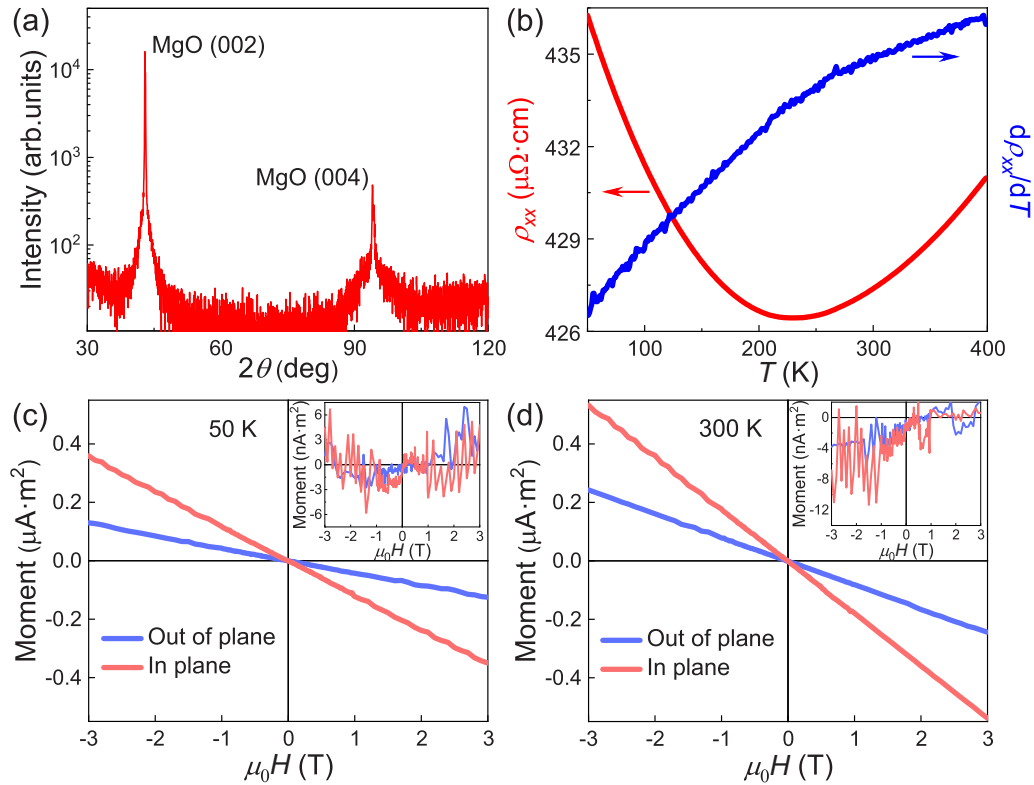 (a)
MgO (002)
MgO (004)
Intensity (arb.units)
10⁴
10³
10²
30
60
90
120
2θ (deg)
(b)
435
432
429
426
ρxx (μΩ·cm)
dρxx/dT
100
200
300
400
T (K)
(c)
50 K
Moment (μA·m²)
0.4
0.2
0.0
-0.2
-0.4
Out of plane
In plane
-3 -2 -1 0 1 2 3
μ₀H (T)
Moment (nA·m²)
6
3
0
-3
-6
-3 -2 -1 0 1 2 3
μ₀H (T)
(d)
300 K
Moment (μA·m²)
0.4
0.2
0.0
-0.2
-0.4
Out of plane
In plane
-3 -2 -1 0 1 2 3
μ₀H (T)
Moment (nA·m²)
0
-4
-8
-12
-3 -2 -1 0 1 2 3
μ₀H (T)